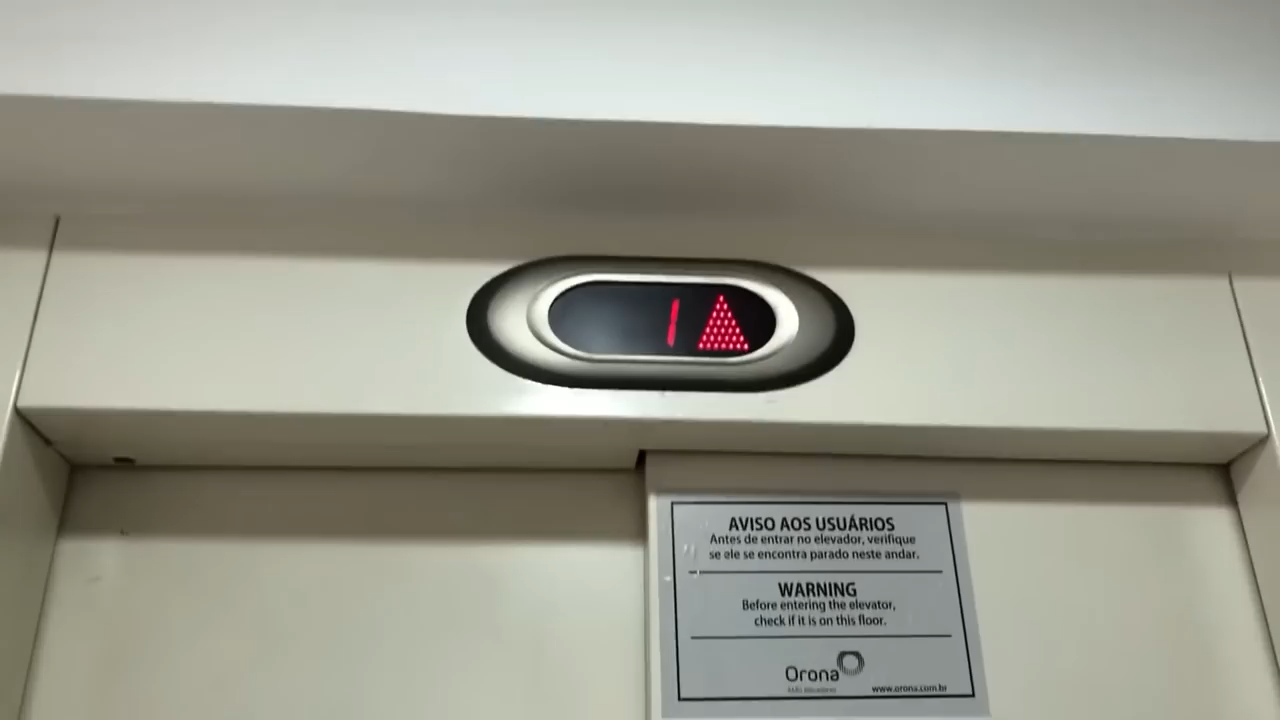 1
AVISO AOS USUÁRIOS
Antes de entrar no elevador, verifique
se ele se encontra parado neste andar.
WARNING
Before entering the elevator,
check if it is on this floor.
Orona
www.orona.com.br